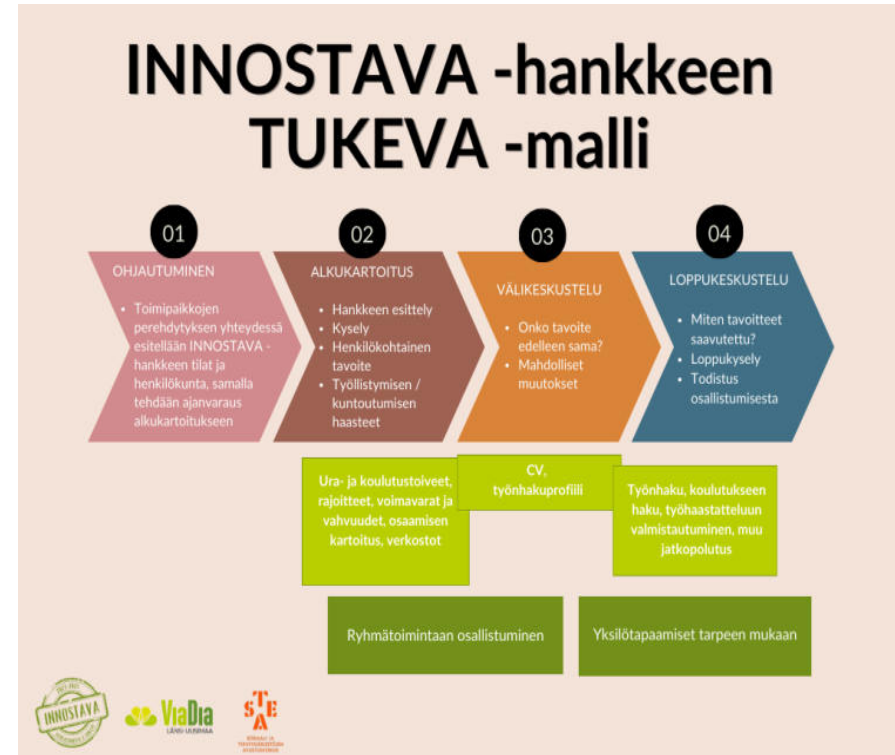 INNOSTAVA -hankkeen
TUKEVA -malli
01
OHJAUTUMINEN
• Toimipaikkojen
perehdytyksen yhteydessä
esitellään INNOSTAVA -
hankkeen tilat ja
henkilökunta, samalla
tehdään ajanvaraus
alkukartoitukseen
02
ALKUKARTOITUS
• Hankkeen esittely
• Kysely
• Henkilökohtainen
tavoite
• Työllistymisen /
kuntoutumisen
haasteet
03
VÄLIKESKUSTELU
• Onko tavoite
edelleen sama?
• Mahdolliset
muutokset
04
LOPPUKESKUSTELU
• Miten tavoitteet
saavutettu?
• Loppukysely
• Todistus
osallistumisesta
Ura- ja koulutustoiveet,
rajoitteet, voimavarat ja
vahvuudet, osaamisen
kartoitus, verkostot
CV,
työnhakuprofiili
Työnhaku, koulutukseen
haku, työhaastatteluun
valmistautuminen, muu
jatkopolutus
Ryhmätoimintaan osallistuminen
Yksilötapaamiset tarpeen mukaan
INNOSTAVA
ViaDia
LÄNSI-UUSIMAA
STEA